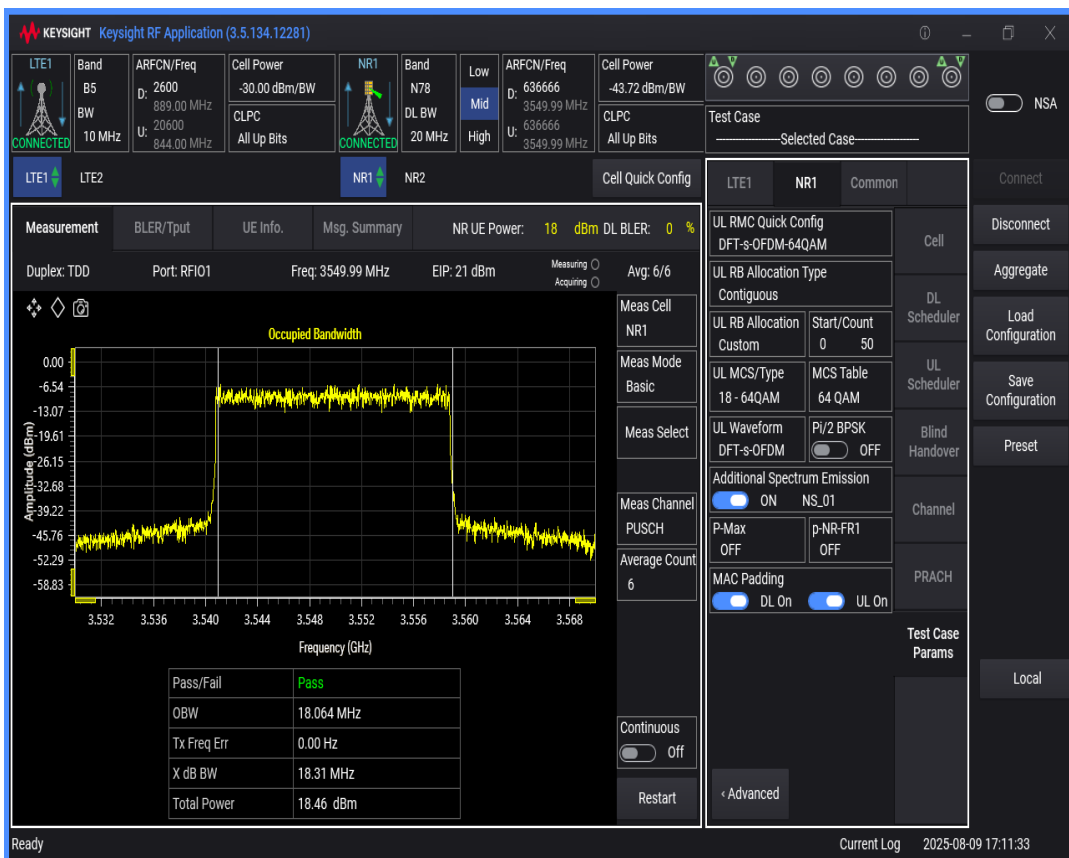 KEYSIGHT Keysight RF Application (3.5.134.12281)
LTE1
CONNECTED
Band
B5
BW
10 MHz
ARFCN/Freq
D: 2600
889.00 MHz
U: 20600
844.00 MHz
Cell Power
-30.00 dBm/BW
CLPC
All Up Bits
NR1
CONNECTED
Band
N78
DL BW
20 MHz
Low
Mid
High
ARFCN/Freq
D: 636666
3549.99 MHz
U: 636666
3549.99 MHz
Cell Power
-43.72 dBm/BW
CLPC
All Up Bits
Test Case
-----------------Selected Case-----------------
NSA
LTE1 LTE2 NR1 NR2 Cell Quick Config
Measurement BLER/Tput UE Info. Msg. Summary NR UE Power: 18 dBm DL BLER: 0 %
Duplex: TDD Port: RFIO1 Freq: 3549.99 MHz EIP: 21 dBm Measuring Acquiring Avg: 6/6
Occupied Bandwidth
Amplitude (dBm)
0.00
-6.54
-13.07
-19.61
-26.15
-32.68
-39.22
-45.76
-52.29
-58.83
3.532 3.536 3.540 3.544 3.548 3.552 3.556 3.560 3.564 3.568
Frequency (GHz)
Pass/Fail Pass
OBW 18.064 MHz
Tx Freq Err 0.00 Hz
X dB BW 18.31 MHz
Total Power 18.46 dBm
Meas Cell
NR1
Meas Mode
Basic
Meas Select
Meas Channel
PUSCH
Average Count
6
Continuous
Off
Restart
LTE1 NR1 Common
UL RMC Quick Config
DFT-s-OFDM-64QAM
UL RB Allocation Type
Contiguous
UL RB Allocation
Custom
Start/Count
0 50
UL MCS/Type
18 - 64QAM
MCS Table
64 QAM
UL Waveform
DFT-s-OFDM
Pi/2 BPSK
OFF
Additional Spectrum Emission
ON NS_01
P-Max
OFF
p-NR-FR1
OFF
MAC Padding
DL On UL On
‹ Advanced
Cell
DL
Scheduler
UL
Scheduler
Blind
Handover
Channel
PRACH
Test Case
Params
Connect
Disconnect
Aggregate
Load
Configuration
Save
Configuration
Preset
Local
Ready Current Log 2025-08-09 17:11:33